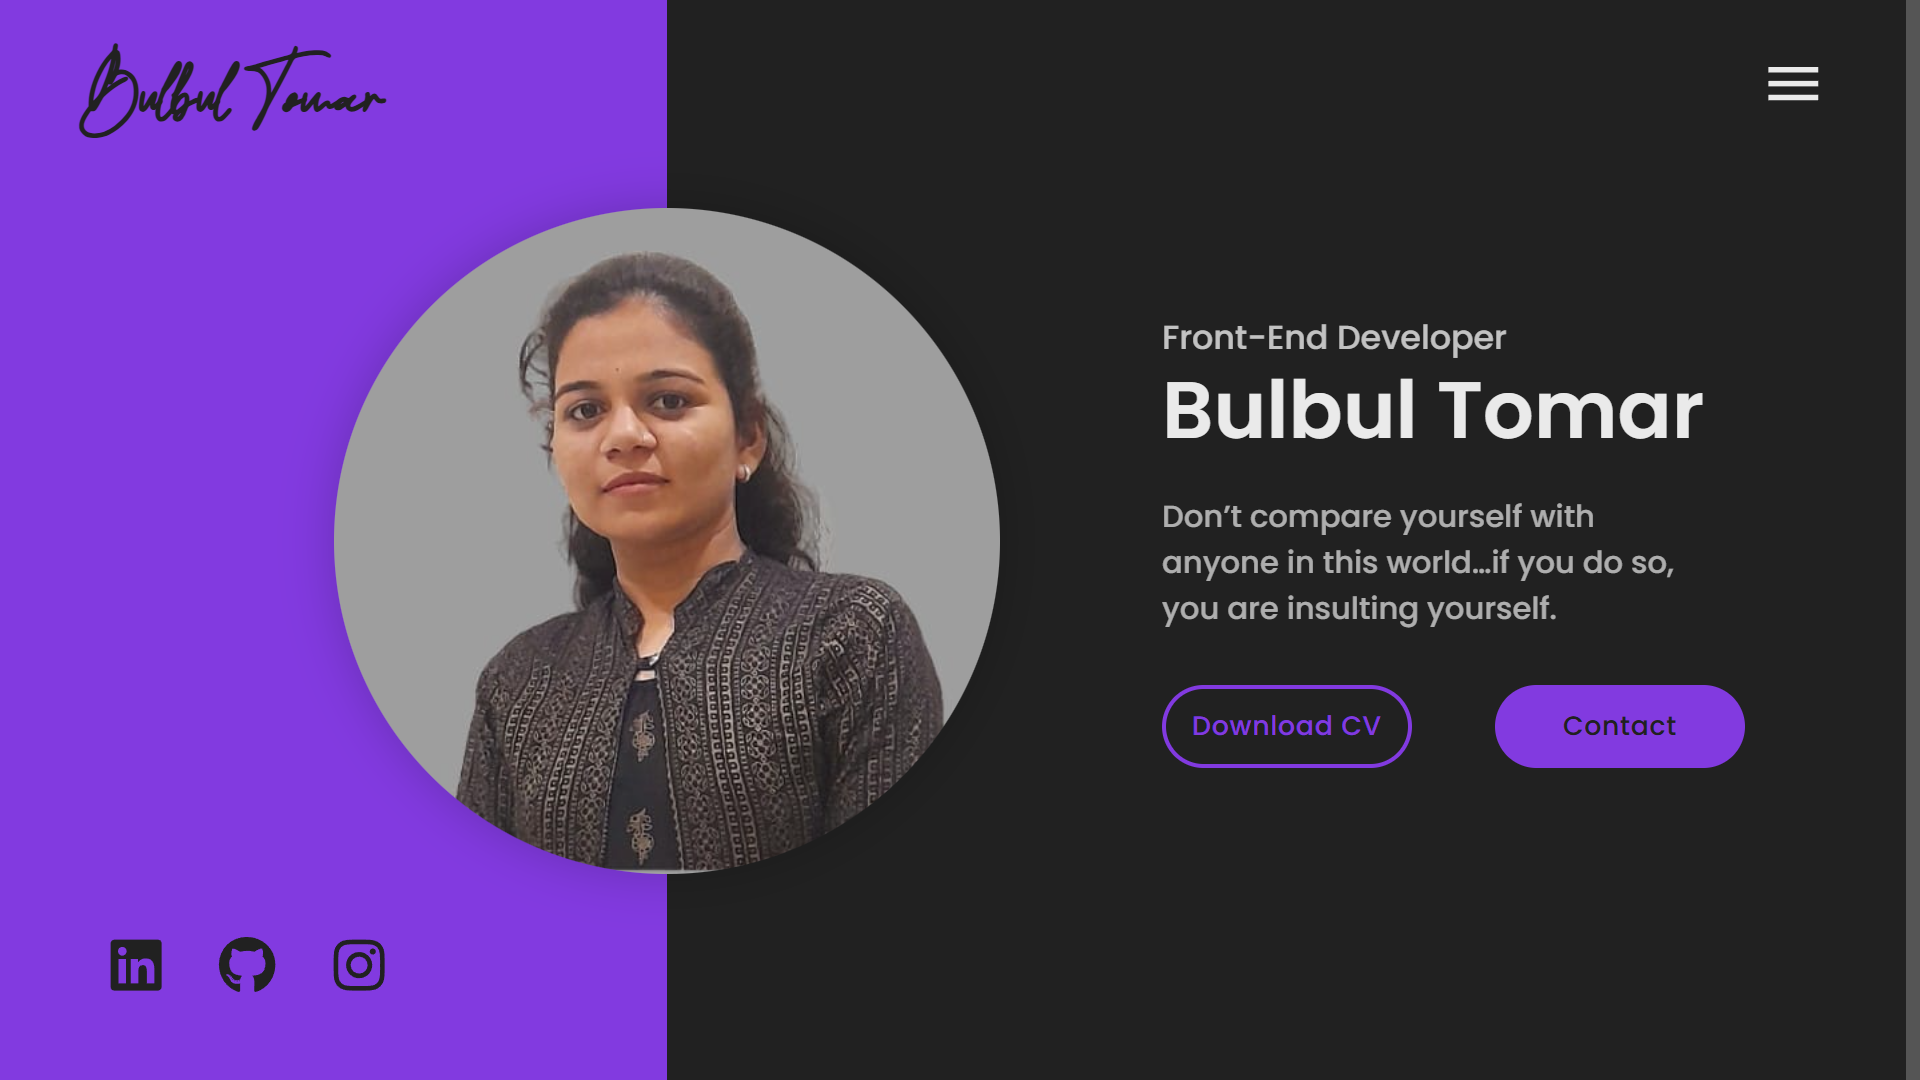 Bulbul Tomar
Front-End Developer
Bulbul Tomar
Don’t compare yourself with
anyone in this world...if you do so,
you are insulting yourself.
Download CV
Contact
in